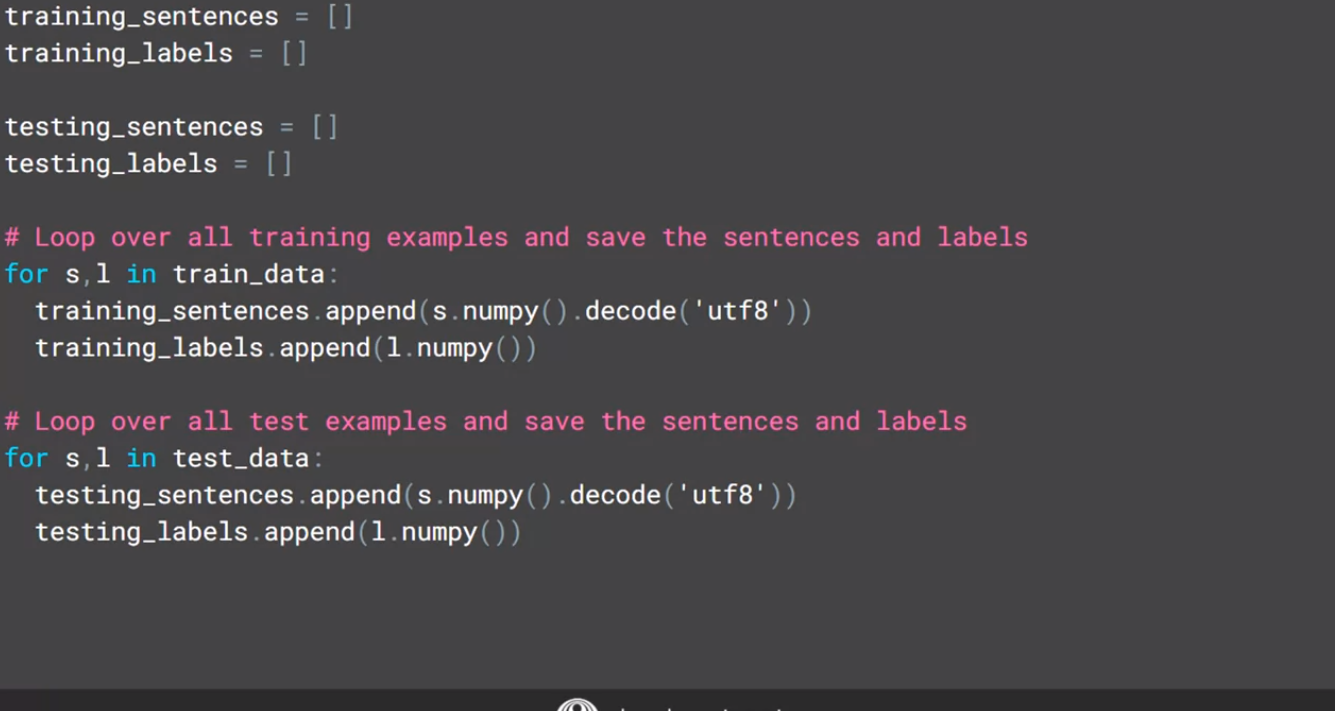 training_sentences = []
training_labels = []
testing_sentences = []
testing_labels = []
# Loop over all training examples and save the sentences and labels
for s,l in train_data:
  training_sentences.append(s.numpy().decode('utf8'))
  training_labels.append(l.numpy())
# Loop over all test examples and save the sentences and labels
for s,l in test_data:
  testing_sentences.append(s.numpy().decode('utf8'))
  testing_labels.append(l.numpy())